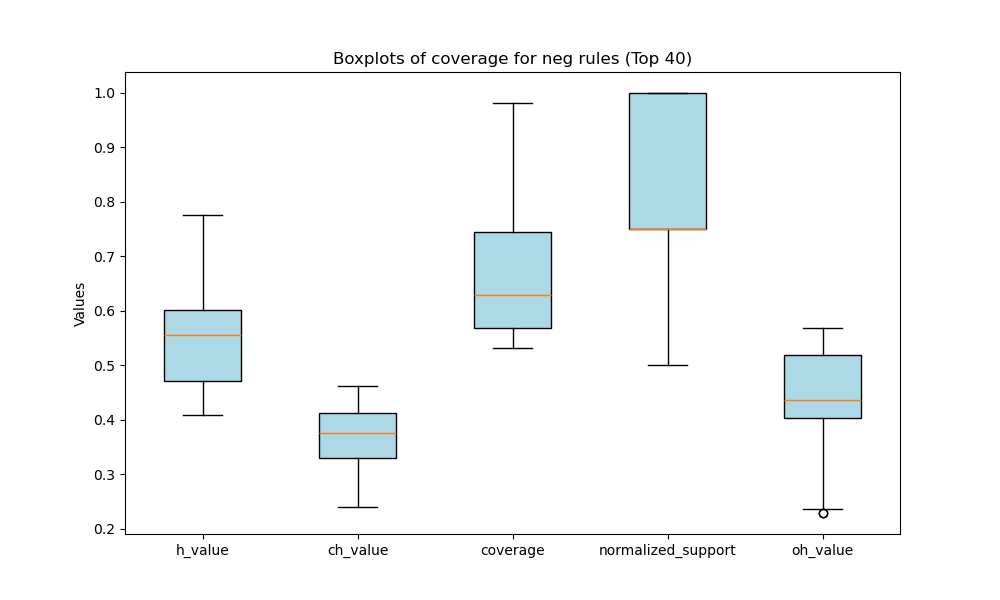 Boxplots of coverage for neg rules (Top 40)
1.0
0.9
0.8
0.7
0.6
0.5
0.4
0.3
0.2
Values
h_value
ch_value
coverage
normalized_support
oh_value